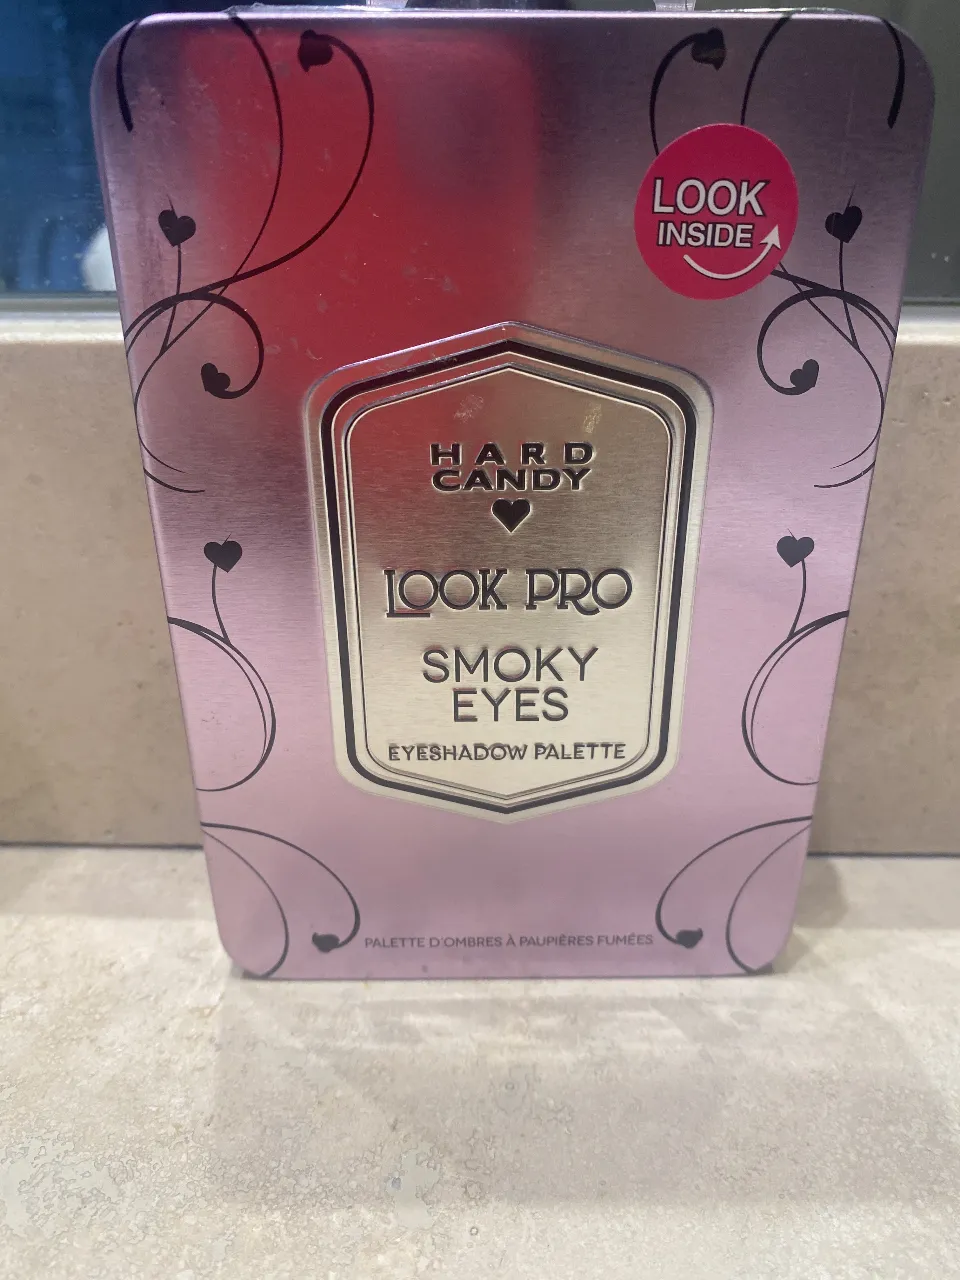 LOOK
INSIDE
HARD
CANDY
LOOK PRO
SMOKY
EYES
EYESHADOW PALETTE
PALETTE D'OMBRES À PAUPIÈRES FUMÉES